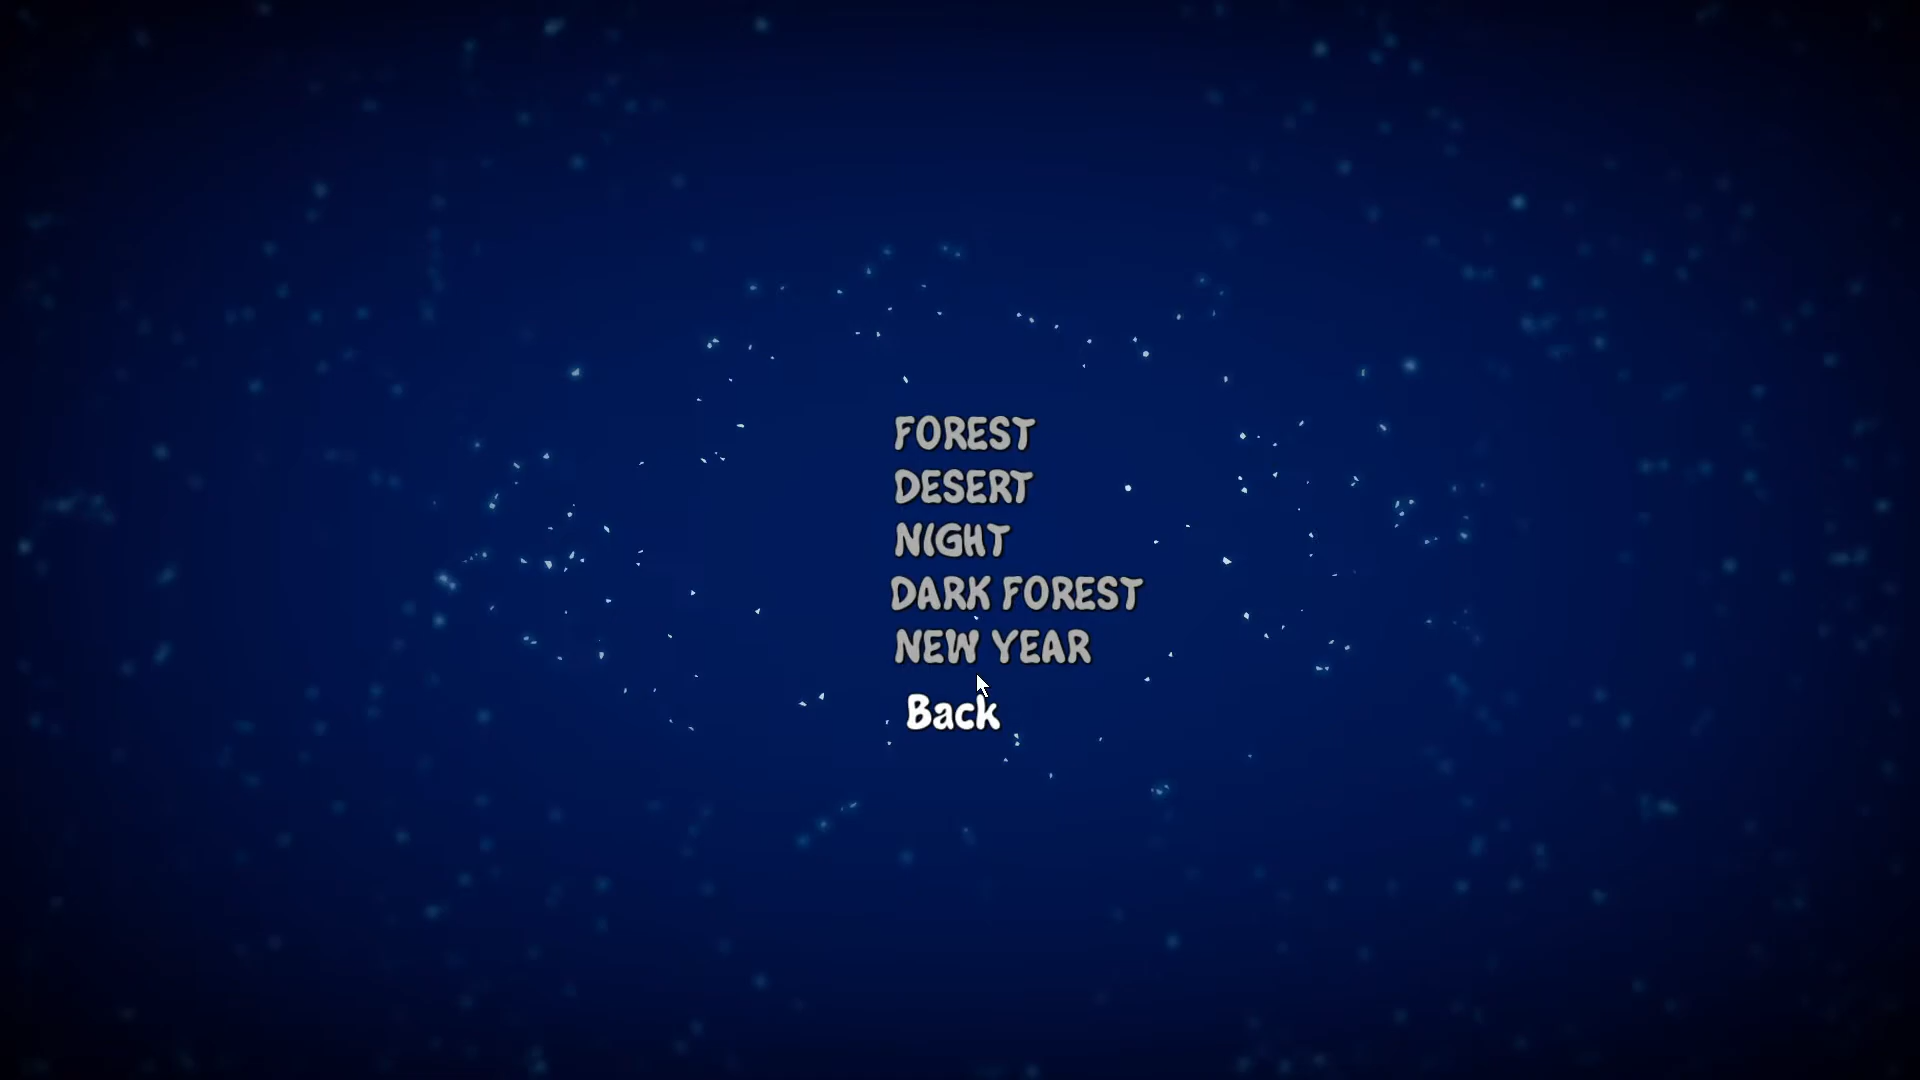 FOREST
DESERT
NIGHT
DARK FOREST
NEW YEAR
Back